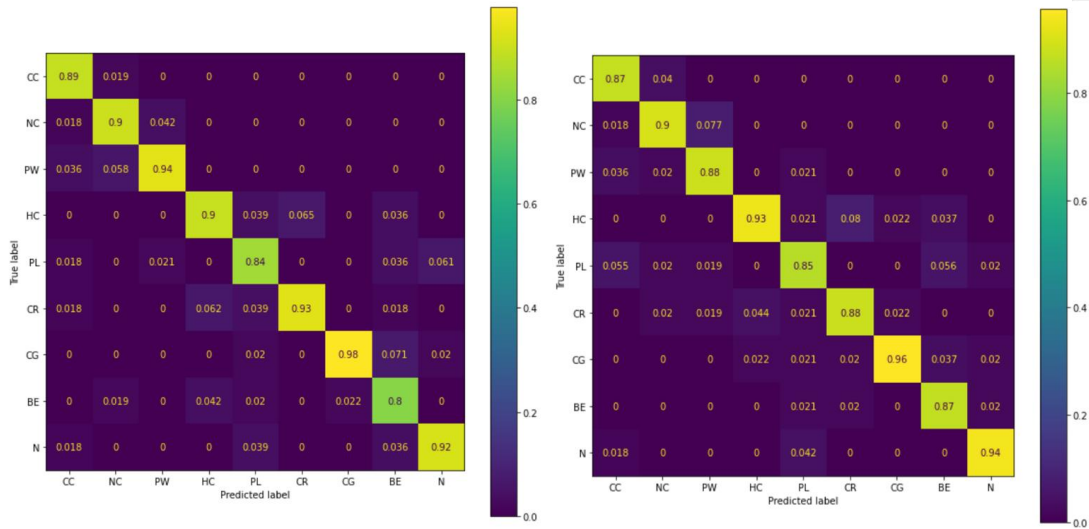 CC 0.89 0.019 0 0 0 0 0 0 0
NC 0.018 0.9 0.042 0 0 0 0 0 0
PW 0.036 0.058 0.94 0 0 0 0 0 0
HC 0 0 0 0.9 0.039 0.065 0 0.036 0
PL 0.018 0 0.021 0 0.84 0 0 0.036 0.061
CR 0.018 0 0 0.062 0.039 0.93 0 0.018 0
CG 0 0 0 0 0.02 0 0.98 0.071 0.02
BE 0 0.019 0 0.042 0.02 0 0.022 0.8 0
N 0.018 0 0 0 0.039 0 0 0.036 0.92
CC NC PW HC PL CR CG BE N
Predicted label
True label
0.8
0.6
0.4
0.2
0.0
CC 0.87 0.04 0 0 0 0 0 0 0
NC 0.018 0.9 0.077 0 0 0 0 0 0
PW 0.036 0.02 0.88 0 0.021 0 0 0 0
HC 0 0 0 0.93 0.021 0.08 0.022 0.037 0
PL 0.055 0.02 0.019 0 0.85 0 0 0.056 0.02
CR 0 0.02 0.019 0.044 0.021 0.88 0.022 0 0
CG 0 0 0 0.022 0.021 0.02 0.96 0.037 0.02
BE 0 0 0 0 0.021 0.02 0 0.87 0.02
N 0.018 0 0 0 0.042 0 0 0 0.94
CC NC PW HC PL CR CG BE N
Predicted label
True label
0.8
0.6
0.4
0.2
0.0